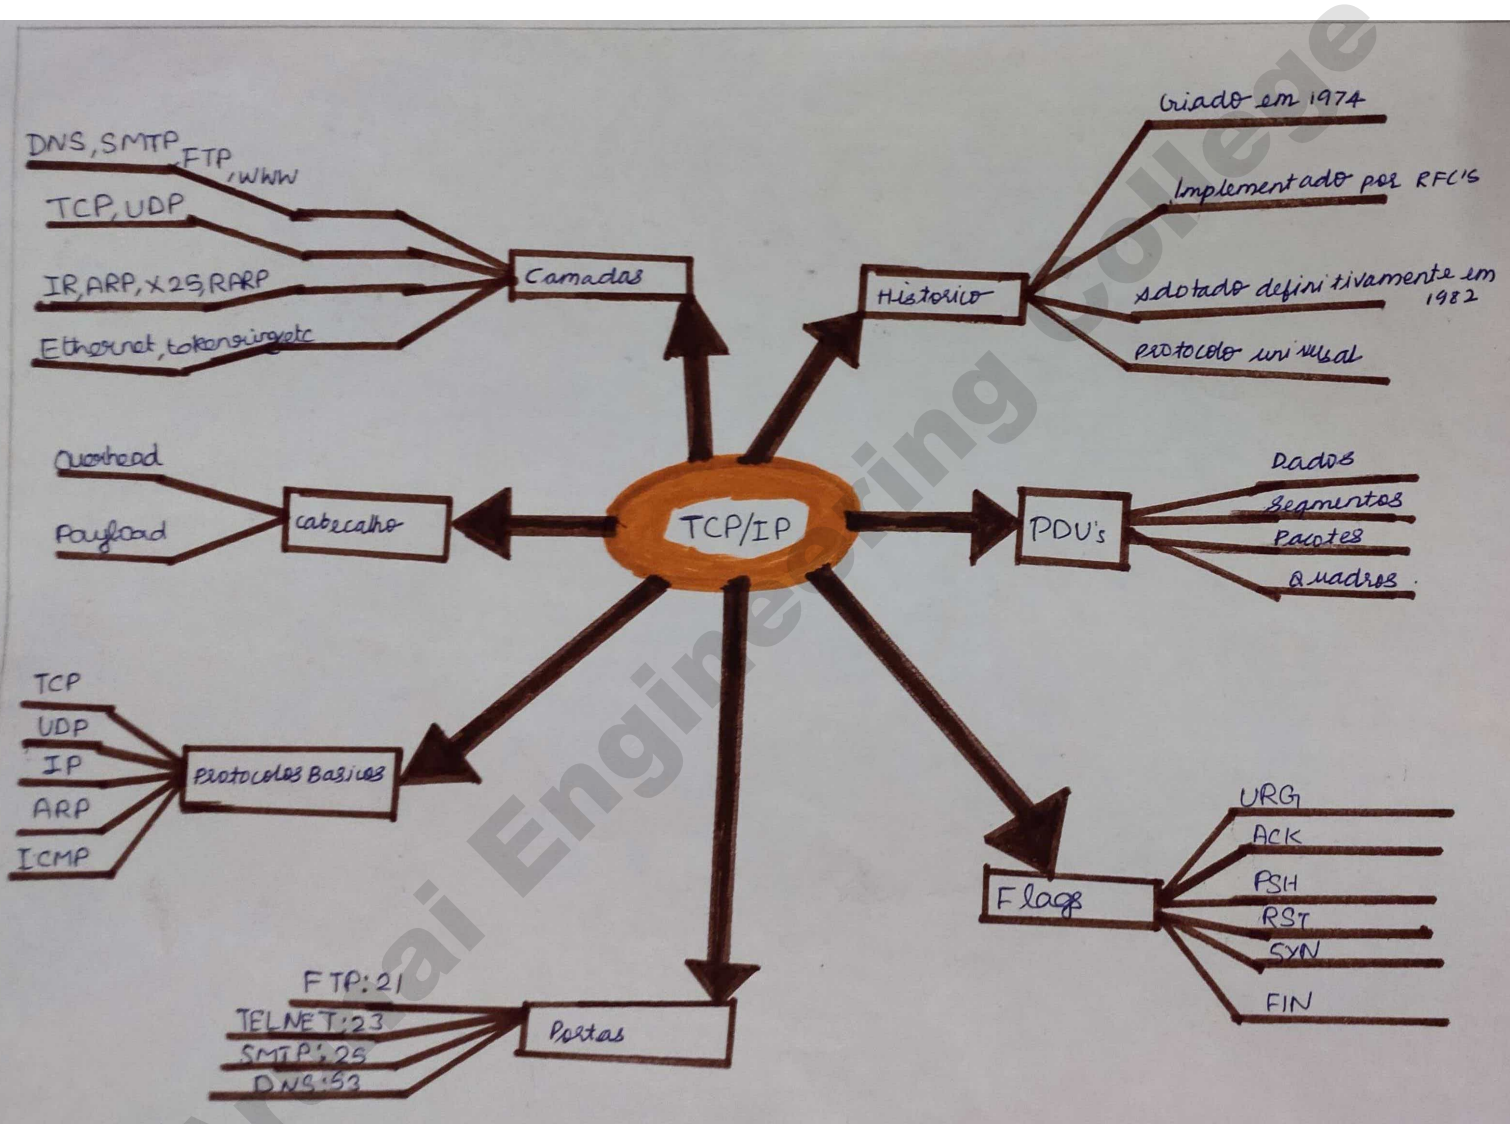 DNS, SMTP, FTP, WWW
TCP, UDP
IR, ARP, X25, RARP
Ethernet, tokenring, etc
Camadas
Criado em 1974
Implementado por RFC'S
Adotado definitivamente em
1982
Protocolo universal
Historico
Overhead
Payload
Cabecalho
TCP/IP
PDU's
Dados
Segmentos
Pacotes
Quadros.
TCP
UDP
IP
ARP
ICMP
Protocolos Basicos
Flags
URG
ACK
PSH
RST
SYN
FIN
FTP:21
TELNET:23
SMTP:25
DNS:53
Portas
Engineering College